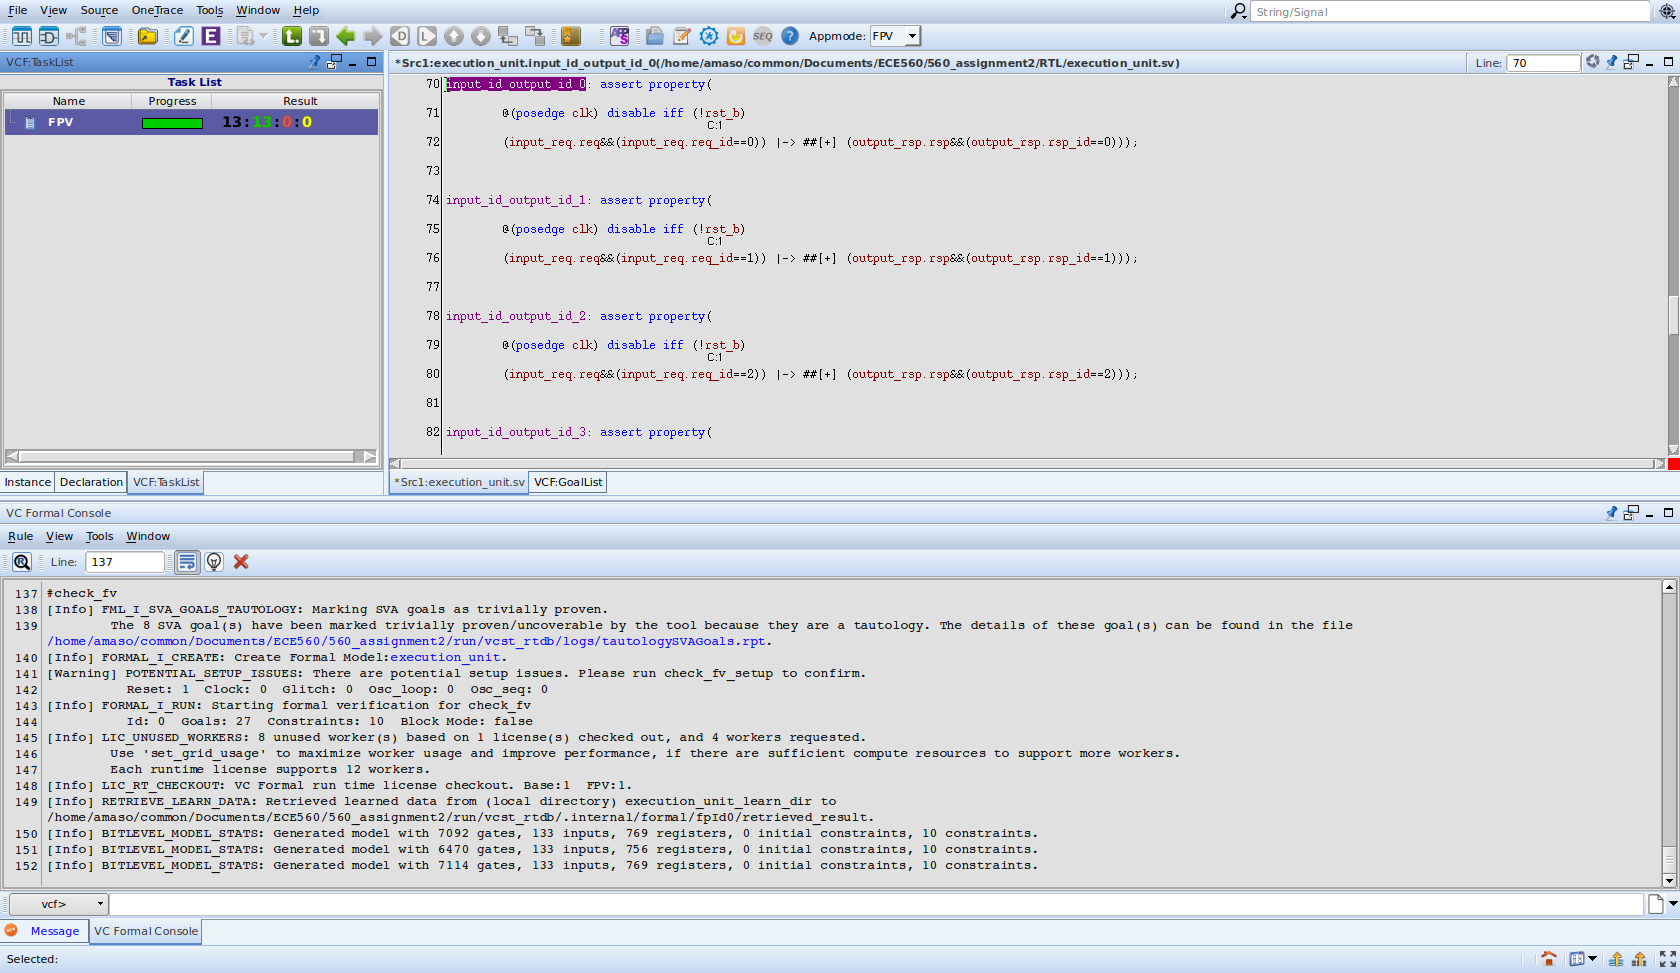 File View Source OneTrace Tools Window Help
String/Signal
Appmode: FPV
VCF:TaskList
Task List
Name Progress Result
FPV 13:13:0:0
Instance Declaration VCF:TaskList
*Src1:execution_unit.input_id_output_id_0(/home/amaso/common/Documents/ECE560/560_assignment2/RTL/execution_unit.sv)
Line: 70
70 input_id_output_id_0: assert property(
71 @(posedge clk) disable iff (!rst_b)
C:1
72 (input_req.req&&(input_req.req_id==0)) |-> ##[+] (output_rsp.rsp&&(output_rsp.rsp_id==0)));
73
74 input_id_output_id_1: assert property(
75 @(posedge clk) disable iff (!rst_b)
C:1
76 (input_req.req&&(input_req.req_id==1)) |-> ##[+] (output_rsp.rsp&&(output_rsp.rsp_id==1)));
77
78 input_id_output_id_2: assert property(
79 @(posedge clk) disable iff (!rst_b)
C:1
80 (input_req.req&&(input_req.req_id==2)) |-> ##[+] (output_rsp.rsp&&(output_rsp.rsp_id==2)));
81
82 input_id_output_id_3: assert property(
*Src1:execution_unit.sv VCF:GoalList
VC Formal Console
Rule View Tools Window
Line: 137
137 #check_fv
138 [Info] FML_I_SVA_GOALS_TAUTOLOGY: Marking SVA goals as trivially proven.
139 The 8 SVA goal(s) have been marked trivially proven/uncoverable by the tool because they are a tautology. The details of these goal(s) can be found in the file
/home/amaso/common/Documents/ECE560/560_assignment2/run/vcst_rtdb/logs/tautologySVAGoals.rpt.
140 [Info] FORMAL_I_CREATE: Create Formal Model:execution_unit.
141 [Warning] POTENTIAL_SETUP_ISSUES: There are potential setup issues. Please run check_fv_setup to confirm.
142 Reset: 1 Clock: 0 Glitch: 0 Osc_loop: 0 Osc_seq: 0
143 [Info] FORMAL_I_RUN: Starting formal verification for check_fv
144 Id: 0 Goals: 27 Constraints: 10 Block Mode: false
145 [Info] LIC_UNUSED_WORKERS: 8 unused worker(s) based on 1 license(s) checked out, and 4 workers requested.
146 Use 'set_grid_usage' to maximize worker usage and improve performance, if there are sufficient compute resources to support more workers.
147 Each runtime license supports 12 workers.
148 [Info] LIC_RT_CHECKOUT: VC Formal run time license checkout. Base:1 FPV:1.
149 [Info] RETRIEVE_LEARN_DATA: Retrieved learned data from (local directory) execution_unit_learn_dir to
/home/amaso/common/Documents/ECE560/560_assignment2/run/vcst_rtdb/.internal/formal/fpId0/retrieved_result.
150 [Info] BITLEVEL_MODEL_STATS: Generated model with 7092 gates, 133 inputs, 769 registers, 0 initial constraints, 10 constraints.
151 [Info] BITLEVEL_MODEL_STATS: Generated model with 6470 gates, 133 inputs, 756 registers, 0 initial constraints, 10 constraints.
152 [Info] BITLEVEL_MODEL_STATS: Generated model with 7114 gates, 133 inputs, 769 registers, 0 initial constraints, 10 constraints.
vcf>
Message VC Formal Console
Selected: